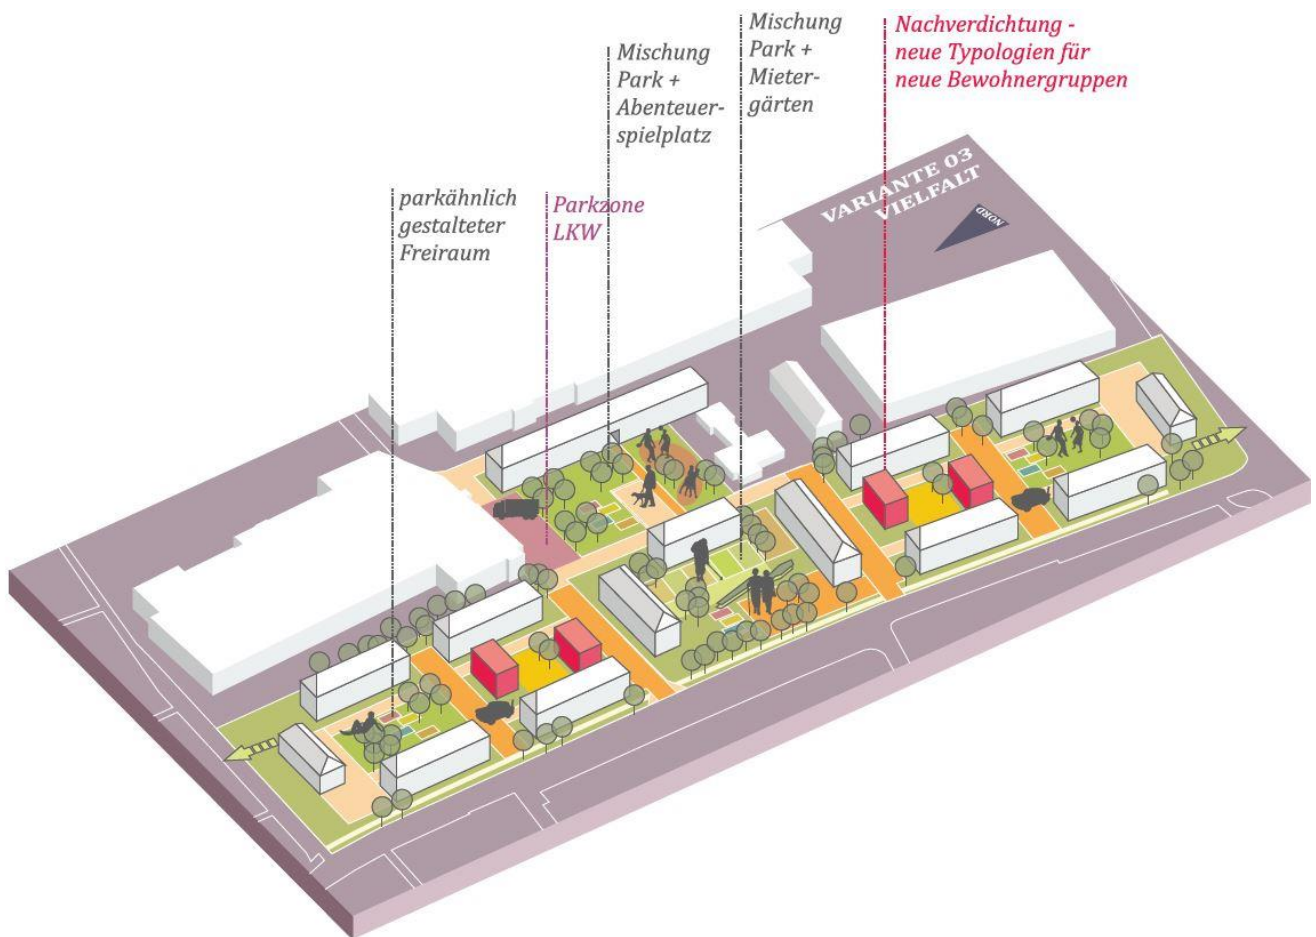 Mischung
Park +
Mieter-
gärten
Nachverdichtung -
neue Typologien für
neue Bewohnergruppen
Mischung
Park +
Abenteuer-
spielplatz
parkähnlich
gestalteter
Freiraum
Parkzone
LKW
VARIANTE 03
VIELFALT
NORD